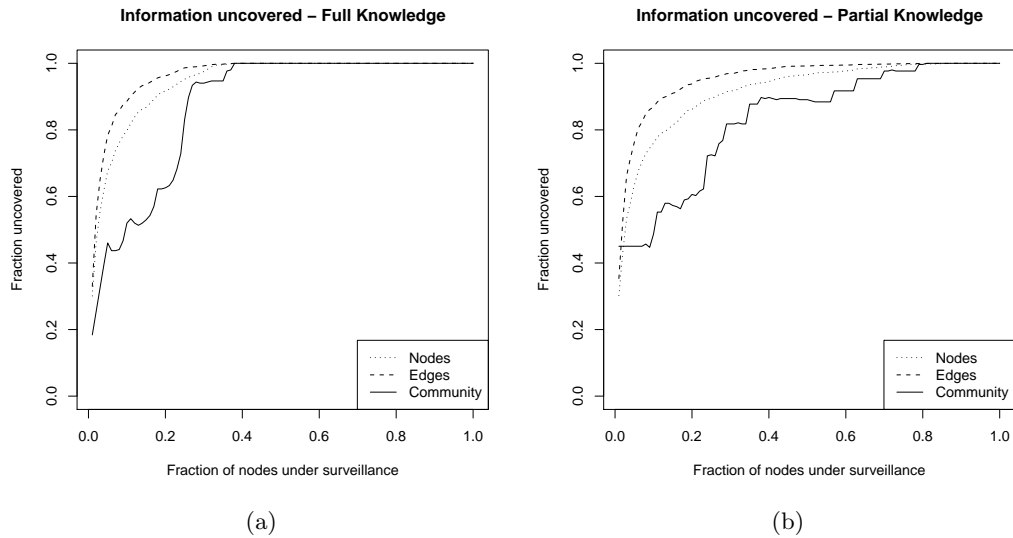 Information uncovered – Full Knowledge
Fraction uncovered
1.0
0.8
0.6
0.4
0.2
0.0
Nodes
Edges
Community
0.0 0.2 0.4 0.6 0.8 1.0
Fraction of nodes under surveillance
(a)
Information uncovered – Partial Knowledge
Fraction uncovered
1.0
0.8
0.6
0.4
0.2
0.0
Nodes
Edges
Community
0.0 0.2 0.4 0.6 0.8 1.0
Fraction of nodes under surveillance
(b)